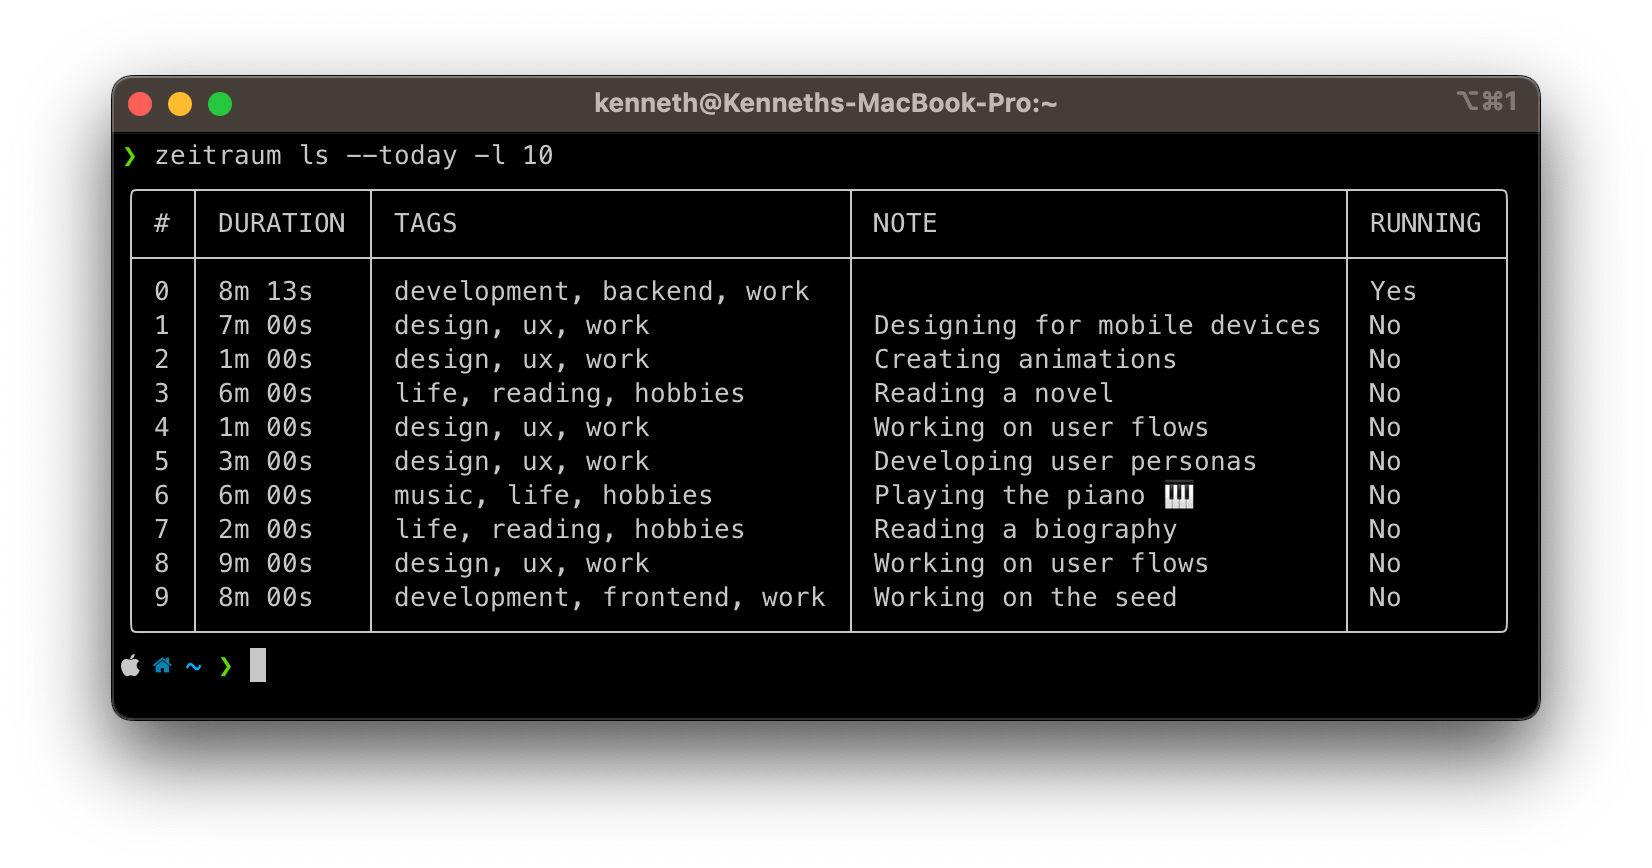 kenneth@Kenneths-MacBook-Pro:~ ⌥⌘1
❯ zeitraum ls --today -l 10
# DURATION TAGS NOTE RUNNING
0 8m 13s development, backend, work Yes
1 7m 00s design, ux, work Designing for mobile devices No
2 1m 00s design, ux, work Creating animations No
3 6m 00s life, reading, hobbies Reading a novel No
4 1m 00s design, ux, work Working on user flows No
5 3m 00s design, ux, work Developing user personas No
6 6m 00s music, life, hobbies Playing the piano 🎹 No
7 2m 00s life, reading, hobbies Reading a biography No
8 9m 00s design, ux, work Working on user flows No
9 8m 00s development, frontend, work Working on the seed No
~ ❯